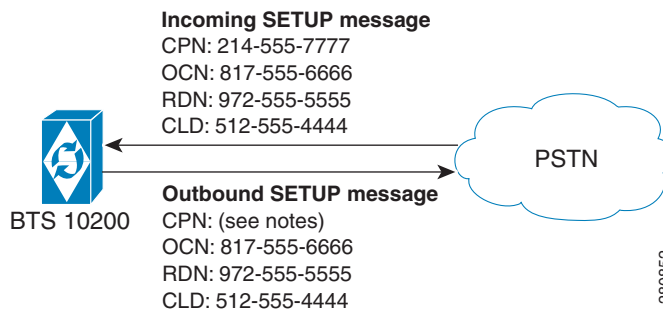 Incoming SETUP message
CPN: 214-555-7777
OCN: 817-555-6666
RDN: 972-555-5555
CLD: 512-555-4444
PSTN
BTS 10200
Outbound SETUP message
CPN: (see notes)
OCN: 817-555-6666
RDN: 972-555-5555
CLD: 512-555-4444